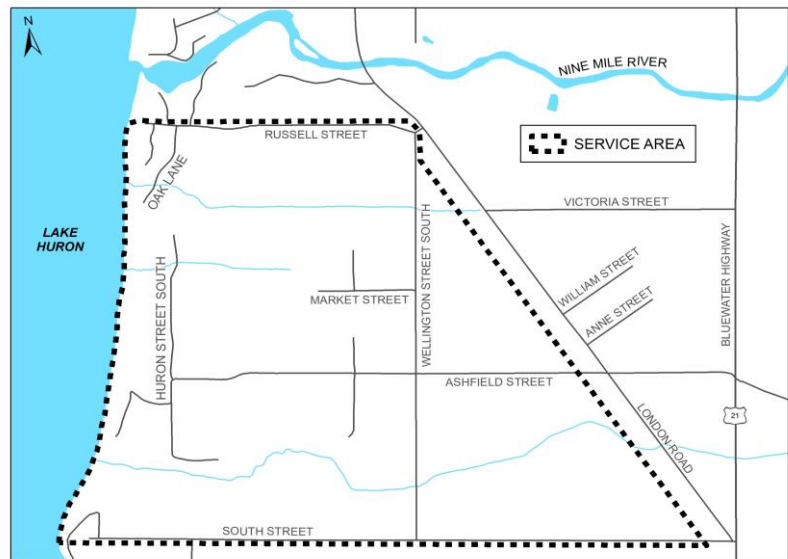 N
NINE MILE RIVER
RUSSELL STREET
SERVICE AREA
OAK LANE
VICTORIA STREET
LAKE
HURON
WELLINGTON STREET SOUTH
BLUEWATER HIGHWAY
HURON STREET SOUTH
WILLIAM STREET
MARKET STREET
ANNE STREET
ASHFIELD STREET
LONDON ROAD
21
SOUTH STREET